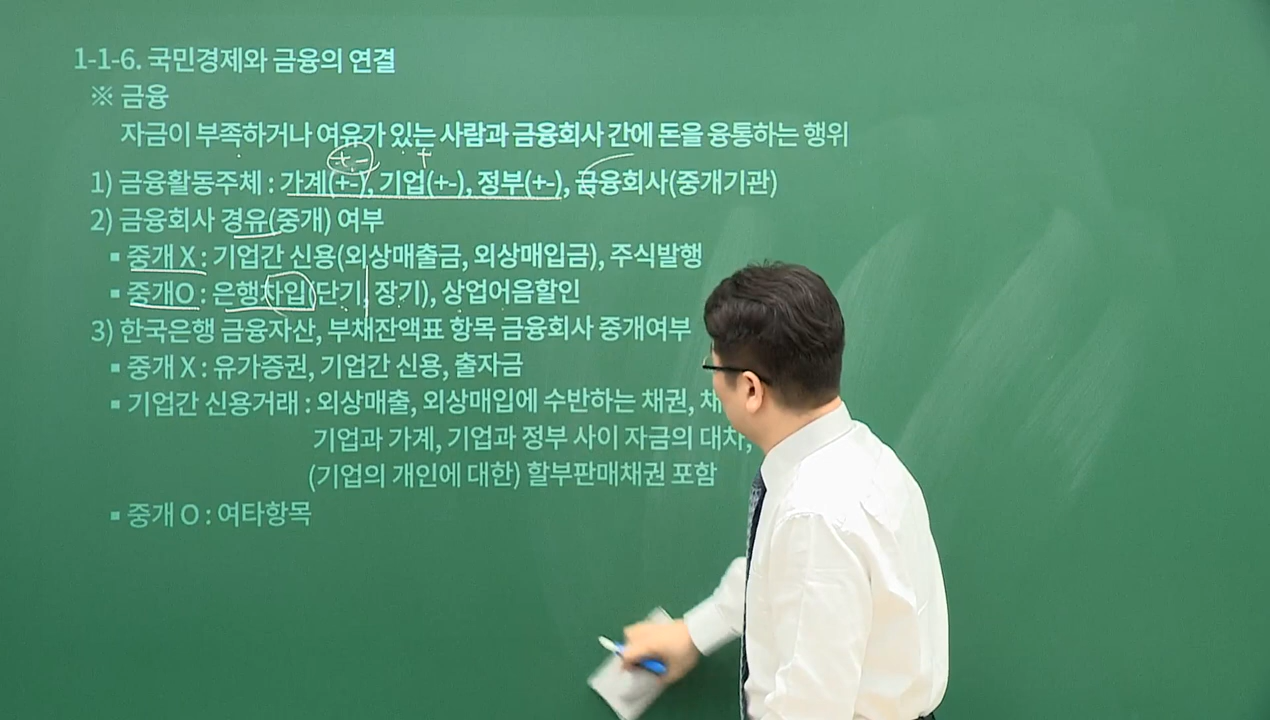 1-1-6. 국민경제와 금융의 연결
※ 금융
자금이 부족하거나 여유가 있는 사람과 금융회사 간에 돈을 융통하는 행위
+, - +
1) 금융활동주체 : 가계(+-), 기업(+-), 정부(+-), 금융회사(중개기관)
2) 금융회사 경유(중개) 여부
▪ 중개 X : 기업간 신용(외상매출금, 외상매입금), 주식발행
▪ 중개O : 은행차입(단기, 장기), 상업어음할인
3) 한국은행 금융자산, 부채잔액표 항목 금융회사 중개여부
▪ 중개 X : 유가증권, 기업간 신용, 출자금
▪ 기업간 신용거래 : 외상매출, 외상매입에 수반하는 채권,
기업과 가계, 기업과 정부 사이 자금의 대차,
(기업의 개인에 대한) 할부판매채권 포함
▪ 중개 O : 여타항목